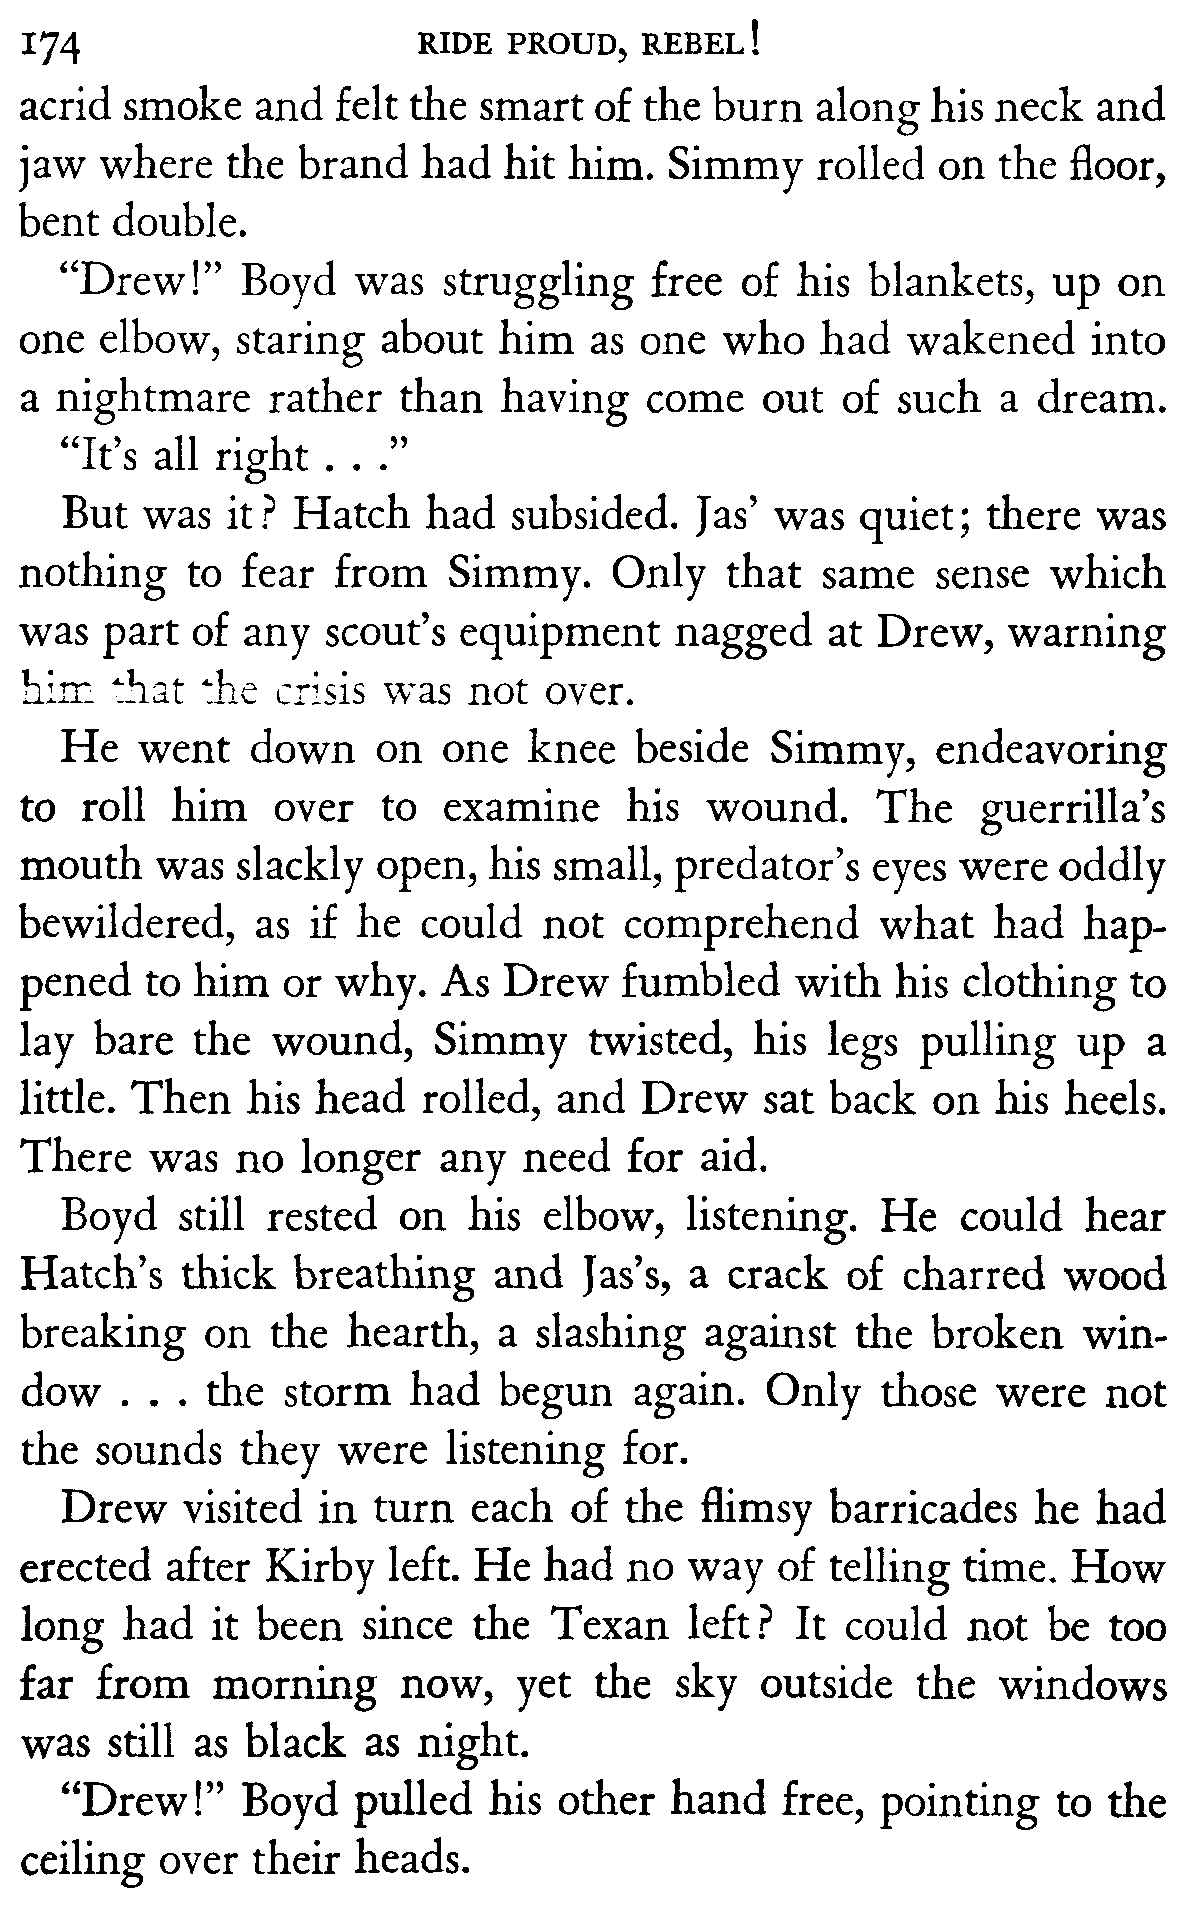 174 RIDE PROUD, REBEL!
acrid smoke and felt the smart of the burn along his neck and
jaw where the brand had hit him. Simmy rolled on the floor,
bent double.
“Drew!” Boyd was struggling free of his blankets, up on
one elbow, staring about him as one who had wakened into
a nightmare rather than having come out of such a dream.
“It’s all right . . .”
But was it? Hatch had subsided. Jas’ was quiet; there was
nothing to fear from Simmy. Only that same sense which
was part of any scout’s equipment nagged at Drew, warning
him that the crisis was not over.
He went down on one knee beside Simmy, endeavoring
to roll him over to examine his wound. The guerrilla’s
mouth was slackly open, his small, predator’s eyes were oddly
bewildered, as if he could not comprehend what had hap-
pened to him or why. As Drew fumbled with his clothing to
lay bare the wound, Simmy twisted, his legs pulling up a
little. Then his head rolled, and Drew sat back on his heels.
There was no longer any need for aid.
Boyd still rested on his elbow, listening. He could hear
Hatch’s thick breathing and Jas’s, a crack of charred wood
breaking on the hearth, a slashing against the broken win-
dow . . . the storm had begun again. Only those were not
the sounds they were listening for.
Drew visited in turn each of the flimsy barricades he had
erected after Kirby left. He had no way of telling time. How
long had it been since the Texan left? It could not be too
far from morning now, yet the sky outside the windows
was still as black as night.
“Drew!” Boyd pulled his other hand free, pointing to the
ceiling over their heads.